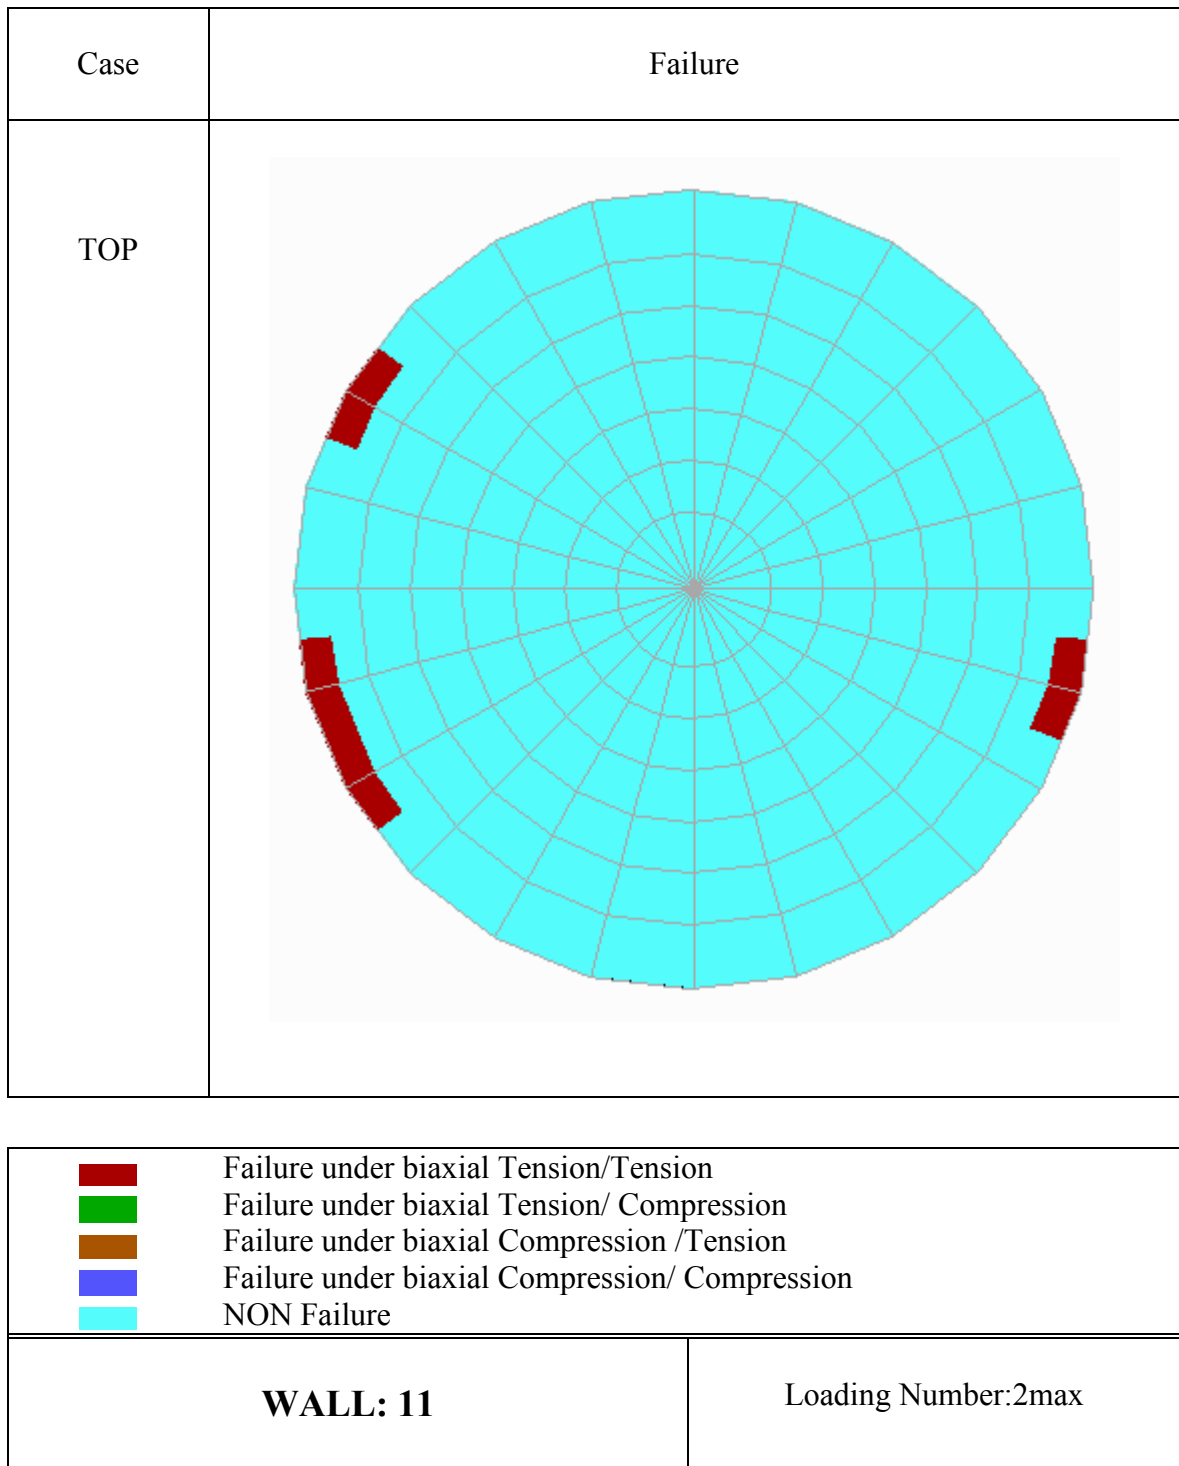 Case
Failure
TOP
Failure under biaxial Tension/Tension
Failure under biaxial Tension/ Compression
Failure under biaxial Compression /Tension
Failure under biaxial Compression/ Compression
NON Failure
WALL: 11
Loading Number:2max